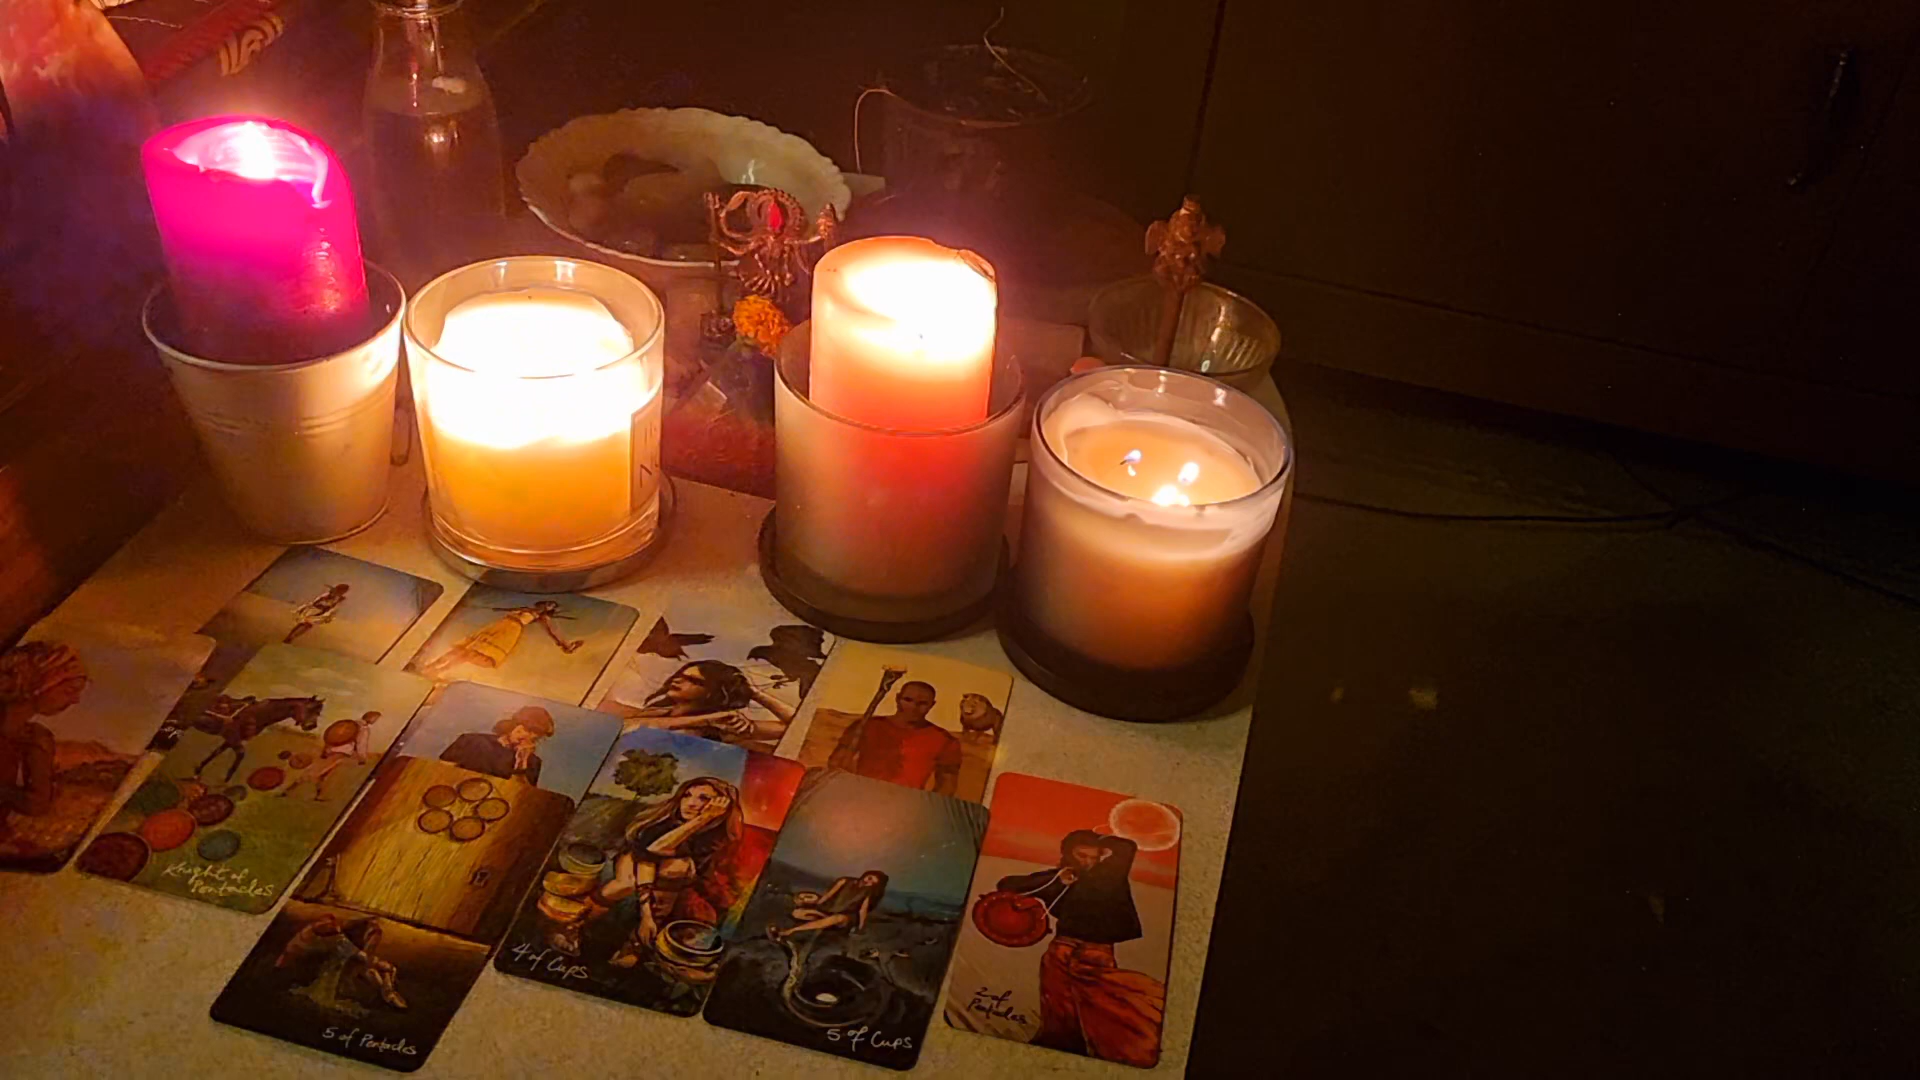 Knight of
Pentacles
4 of Cups
5 of Pentacles
5 of Cups
2 of
Pentacles